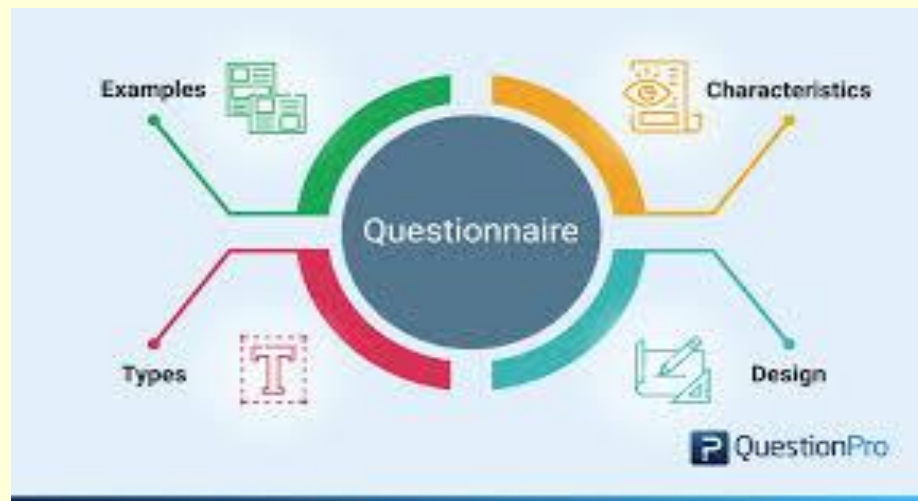 Examples
Characteristics
Questionnaire
Types
T
Design
P QuestionPro